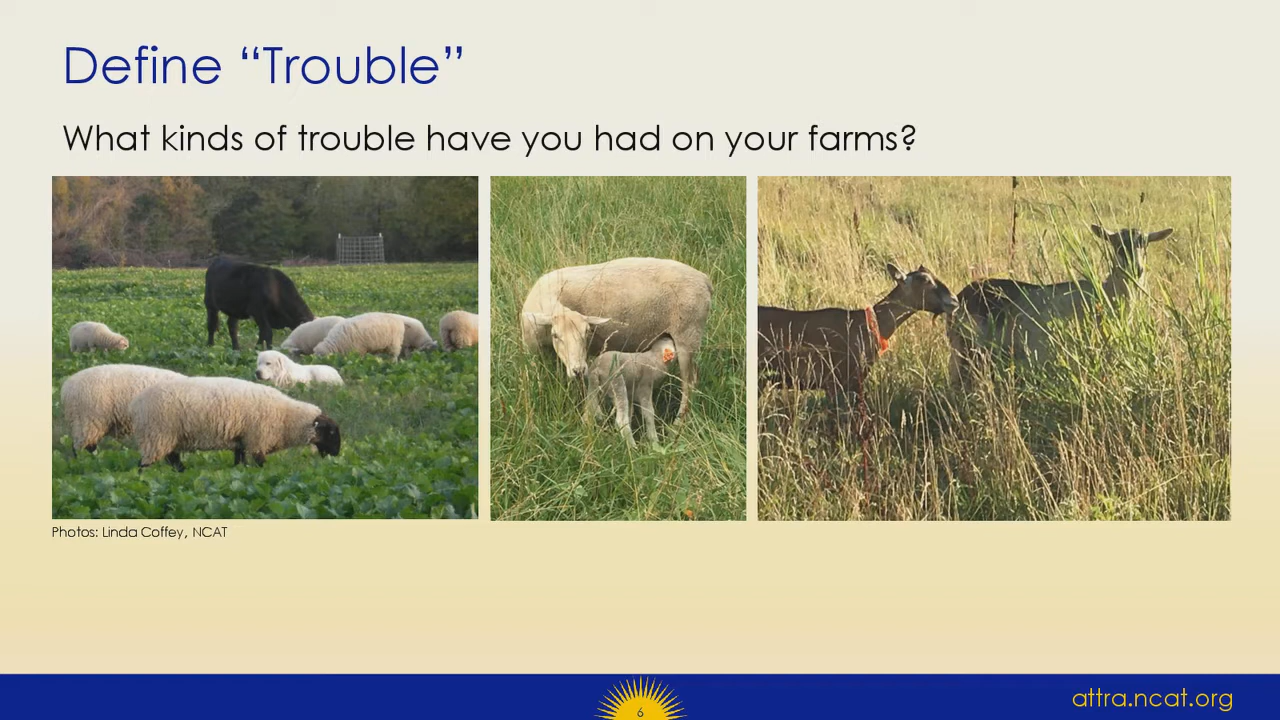 Define “Trouble”
What kinds of trouble have you had on your farms?
Photos: Linda Coffey, NCAT
6
attra.ncat.org